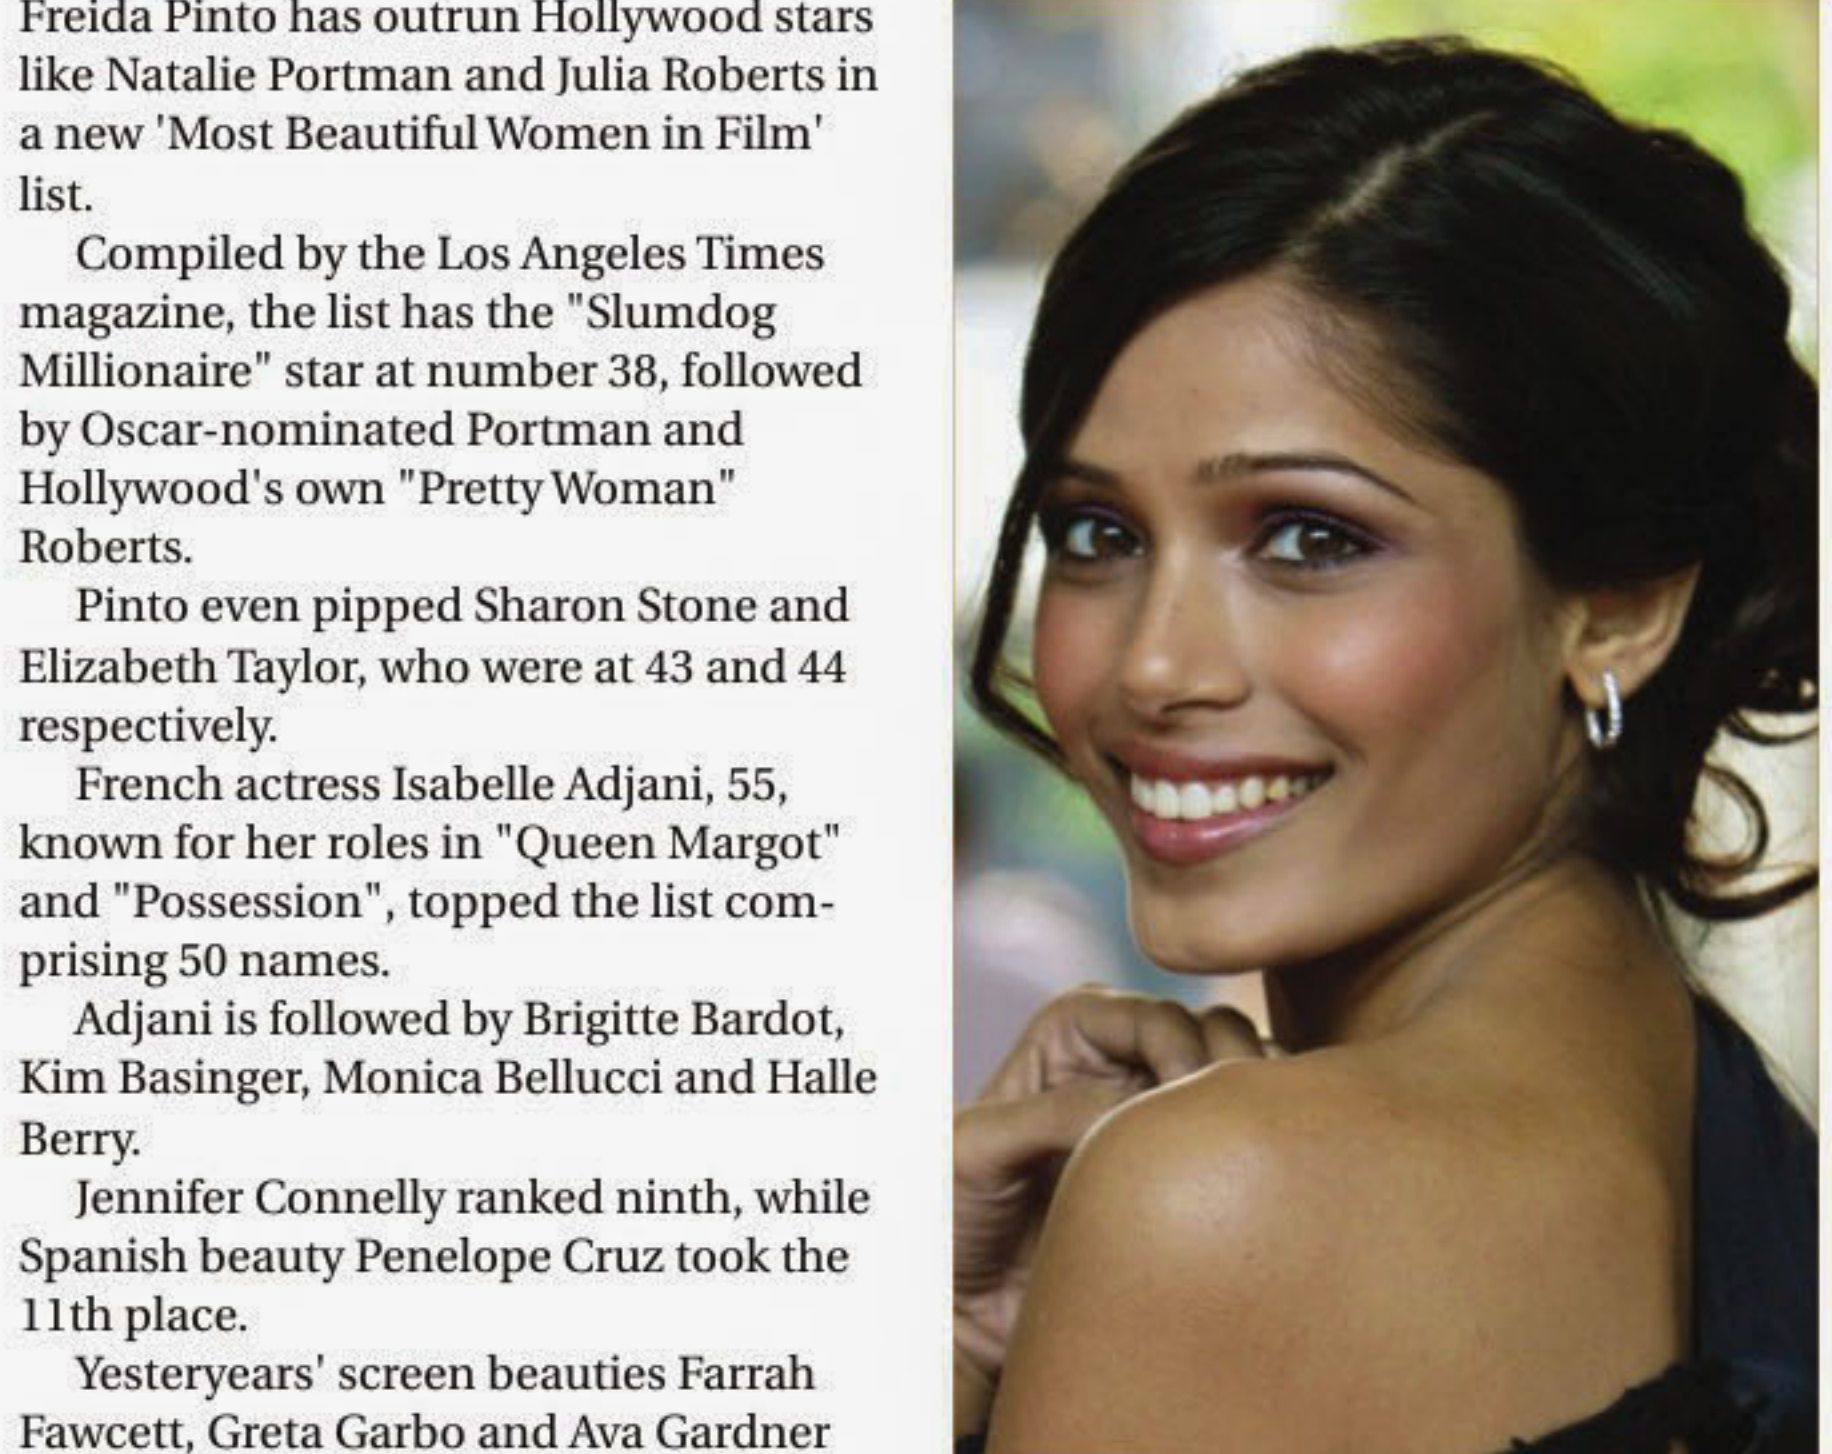 Freida Pinto has outrun Hollywood stars
like Natalie Portman and Julia Roberts in
a new 'Most Beautiful Women in Film'
list.
Compiled by the Los Angeles Times
magazine, the list has the "Slumdog
Millionaire" star at number 38, followed
by Oscar-nominated Portman and
Hollywood's own "Pretty Woman"
Roberts.
Pinto even pipped Sharon Stone and
Elizabeth Taylor, who were at 43 and 44
respectively.
French actress Isabelle Adjani, 55,
known for her roles in "Queen Margot"
and "Possession", topped the list com-
prising 50 names.
Adjani is followed by Brigitte Bardot,
Kim Basinger, Monica Bellucci and Halle
Berry.
Jennifer Connelly ranked ninth, while
Spanish beauty Penelope Cruz took the
11th place.
Yesteryears' screen beauties Farrah
Fawcett, Greta Garbo and Ava Gardner